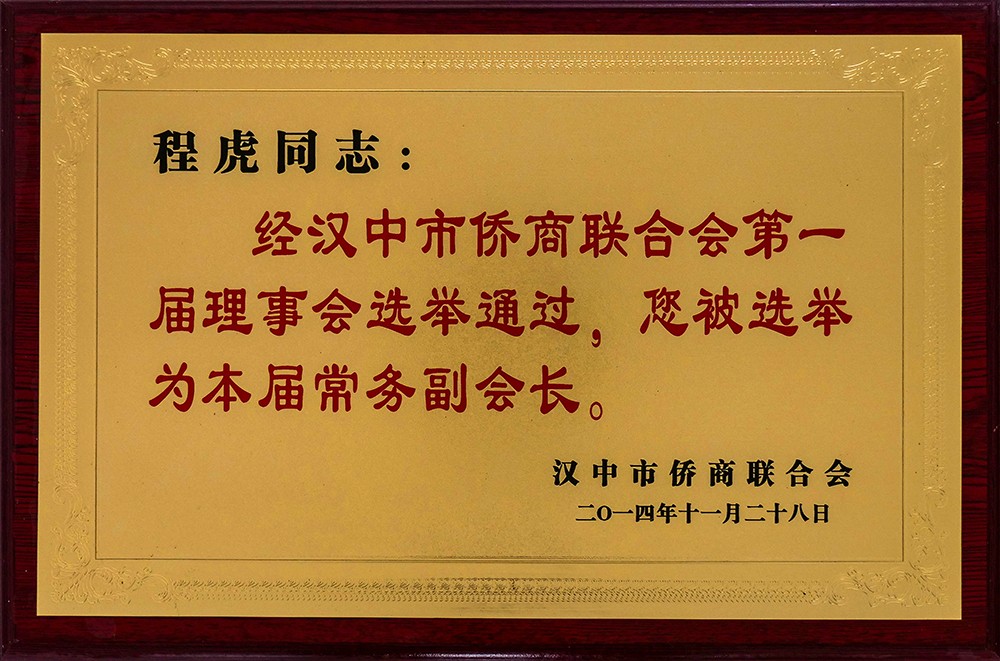 程虎同志：
经汉中市侨商联合会第一
届理事会选举通过，您被选举
为本届常务副会长。
汉中市侨商联合会
二〇一四年十一月二十八日